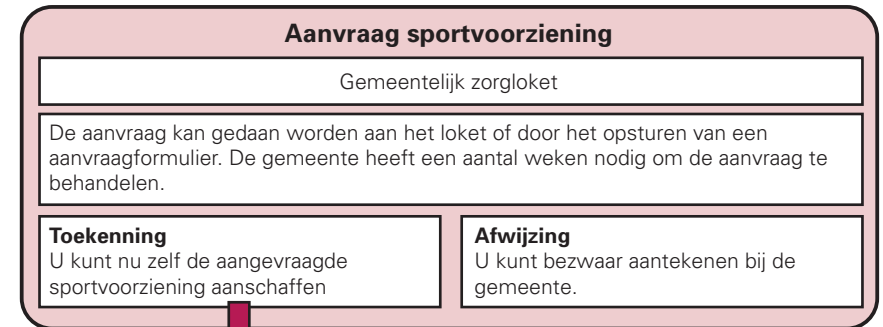 Aanvraag sportvoorziening
Gemeentelijk zorgloket
De aanvraag kan gedaan worden aan het loket of door het opsturen van een
aanvraagformulier. De gemeente heeft een aantal weken nodig om de aanvraag te
behandelen.
Toekenning
U kunt nu zelf de aangevraagde
sportvoorziening aanschaffen
Afwijzing
U kunt bezwaar aantekenen bij de
gemeente.